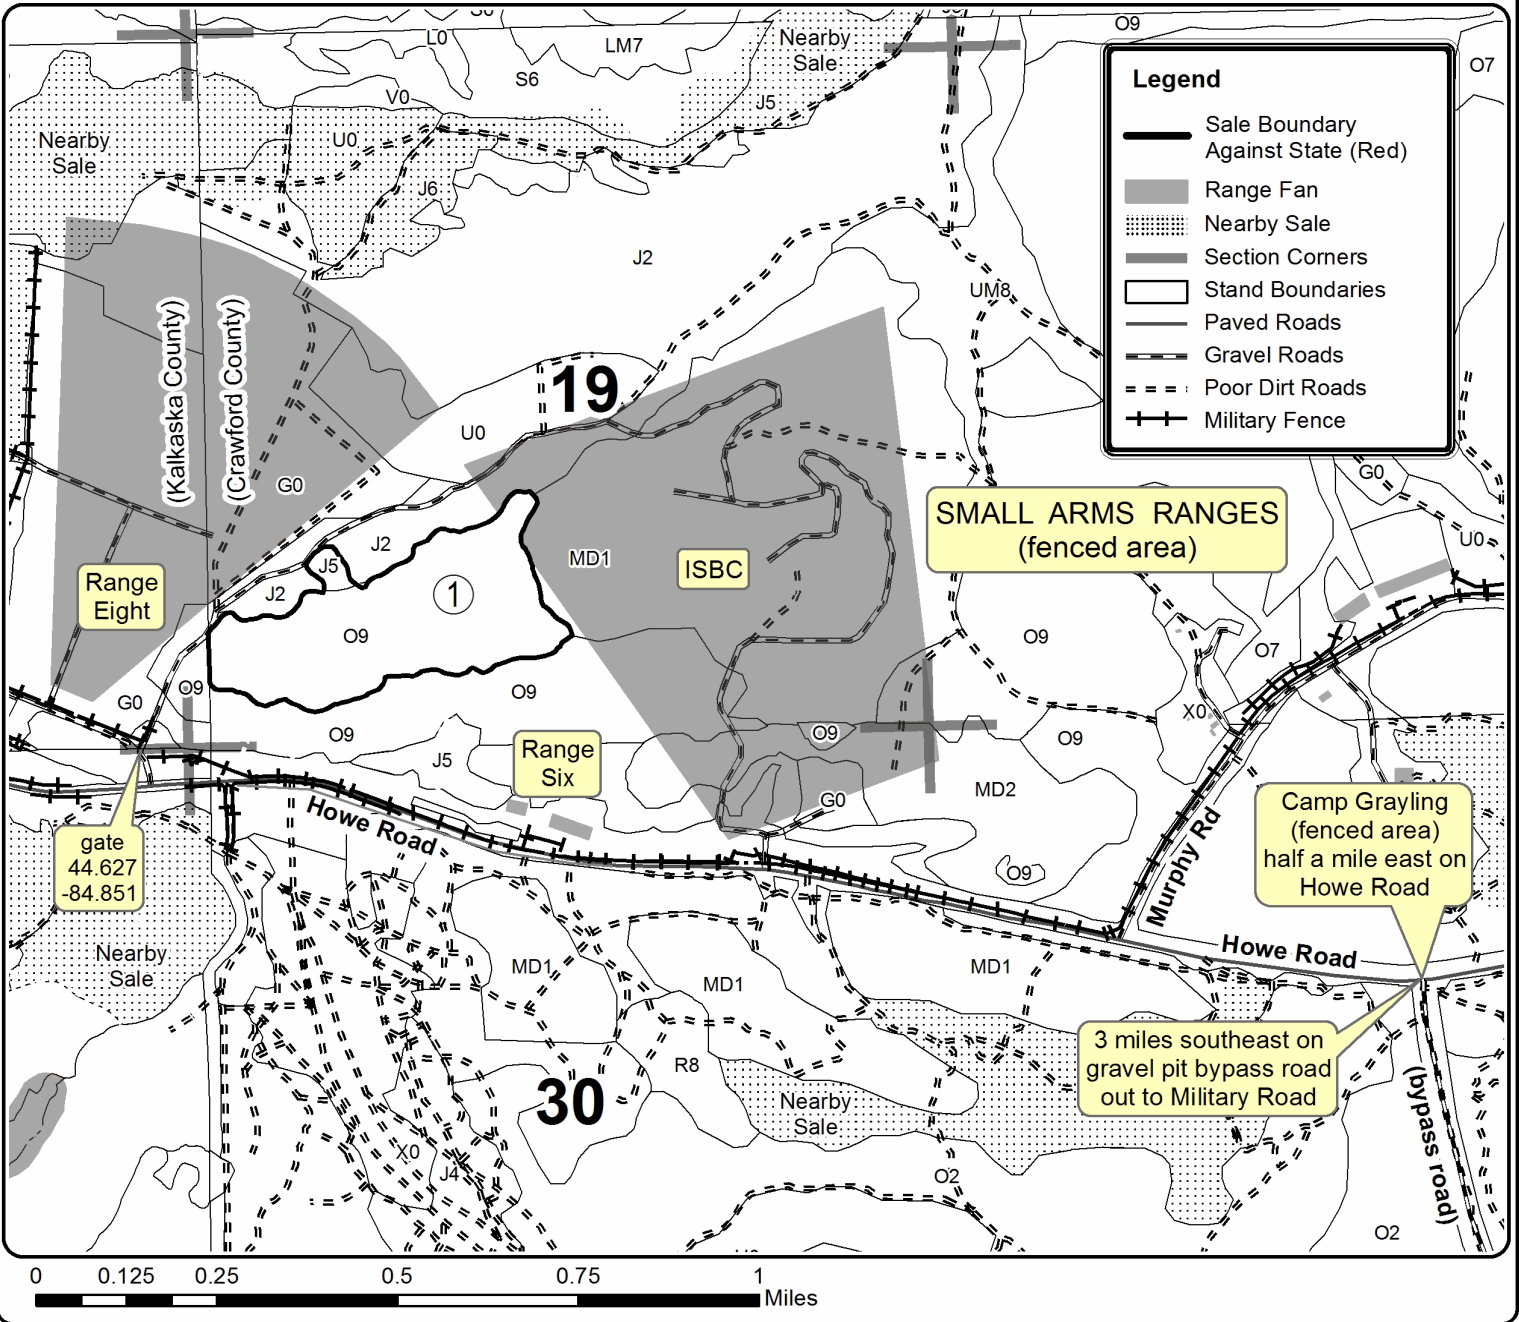 L0
LM7
Nearby
Sale
O9
O7
S6
V0
J5
U0
Nearby
Sale
J6
J2
UM8
Legend
Sale Boundary
Against State (Red)
Range Fan
Nearby Sale
Section Corners
Stand Boundaries
Paved Roads
Gravel Roads
Poor Dirt Roads
Military Fence
(Kalkaska County)
(Crawford County)
19
U0
G0
G0
SMALL ARMS RANGES
(fenced area)
U0
J2
J5
J2
MD1
ISBC
Range
Eight
1
O9
O9
O7
G0
O9
O9
X0
O9
O9
O9
J5
Range
Six
MD2
G0
Howe Road
gate
44.627
-84.851
O9
Murphy Rd
Camp Grayling
(fenced area)
half a mile east on
Howe Road
Howe Road
Nearby
Sale
MD1
MD1
MD1
3 miles southeast on
gravel pit bypass road
out to Military Road
R8
30
Nearby
Sale
(bypass road)
X0
J4
O2
O2
0 0.125 0.25 0.5 0.75 1
Miles